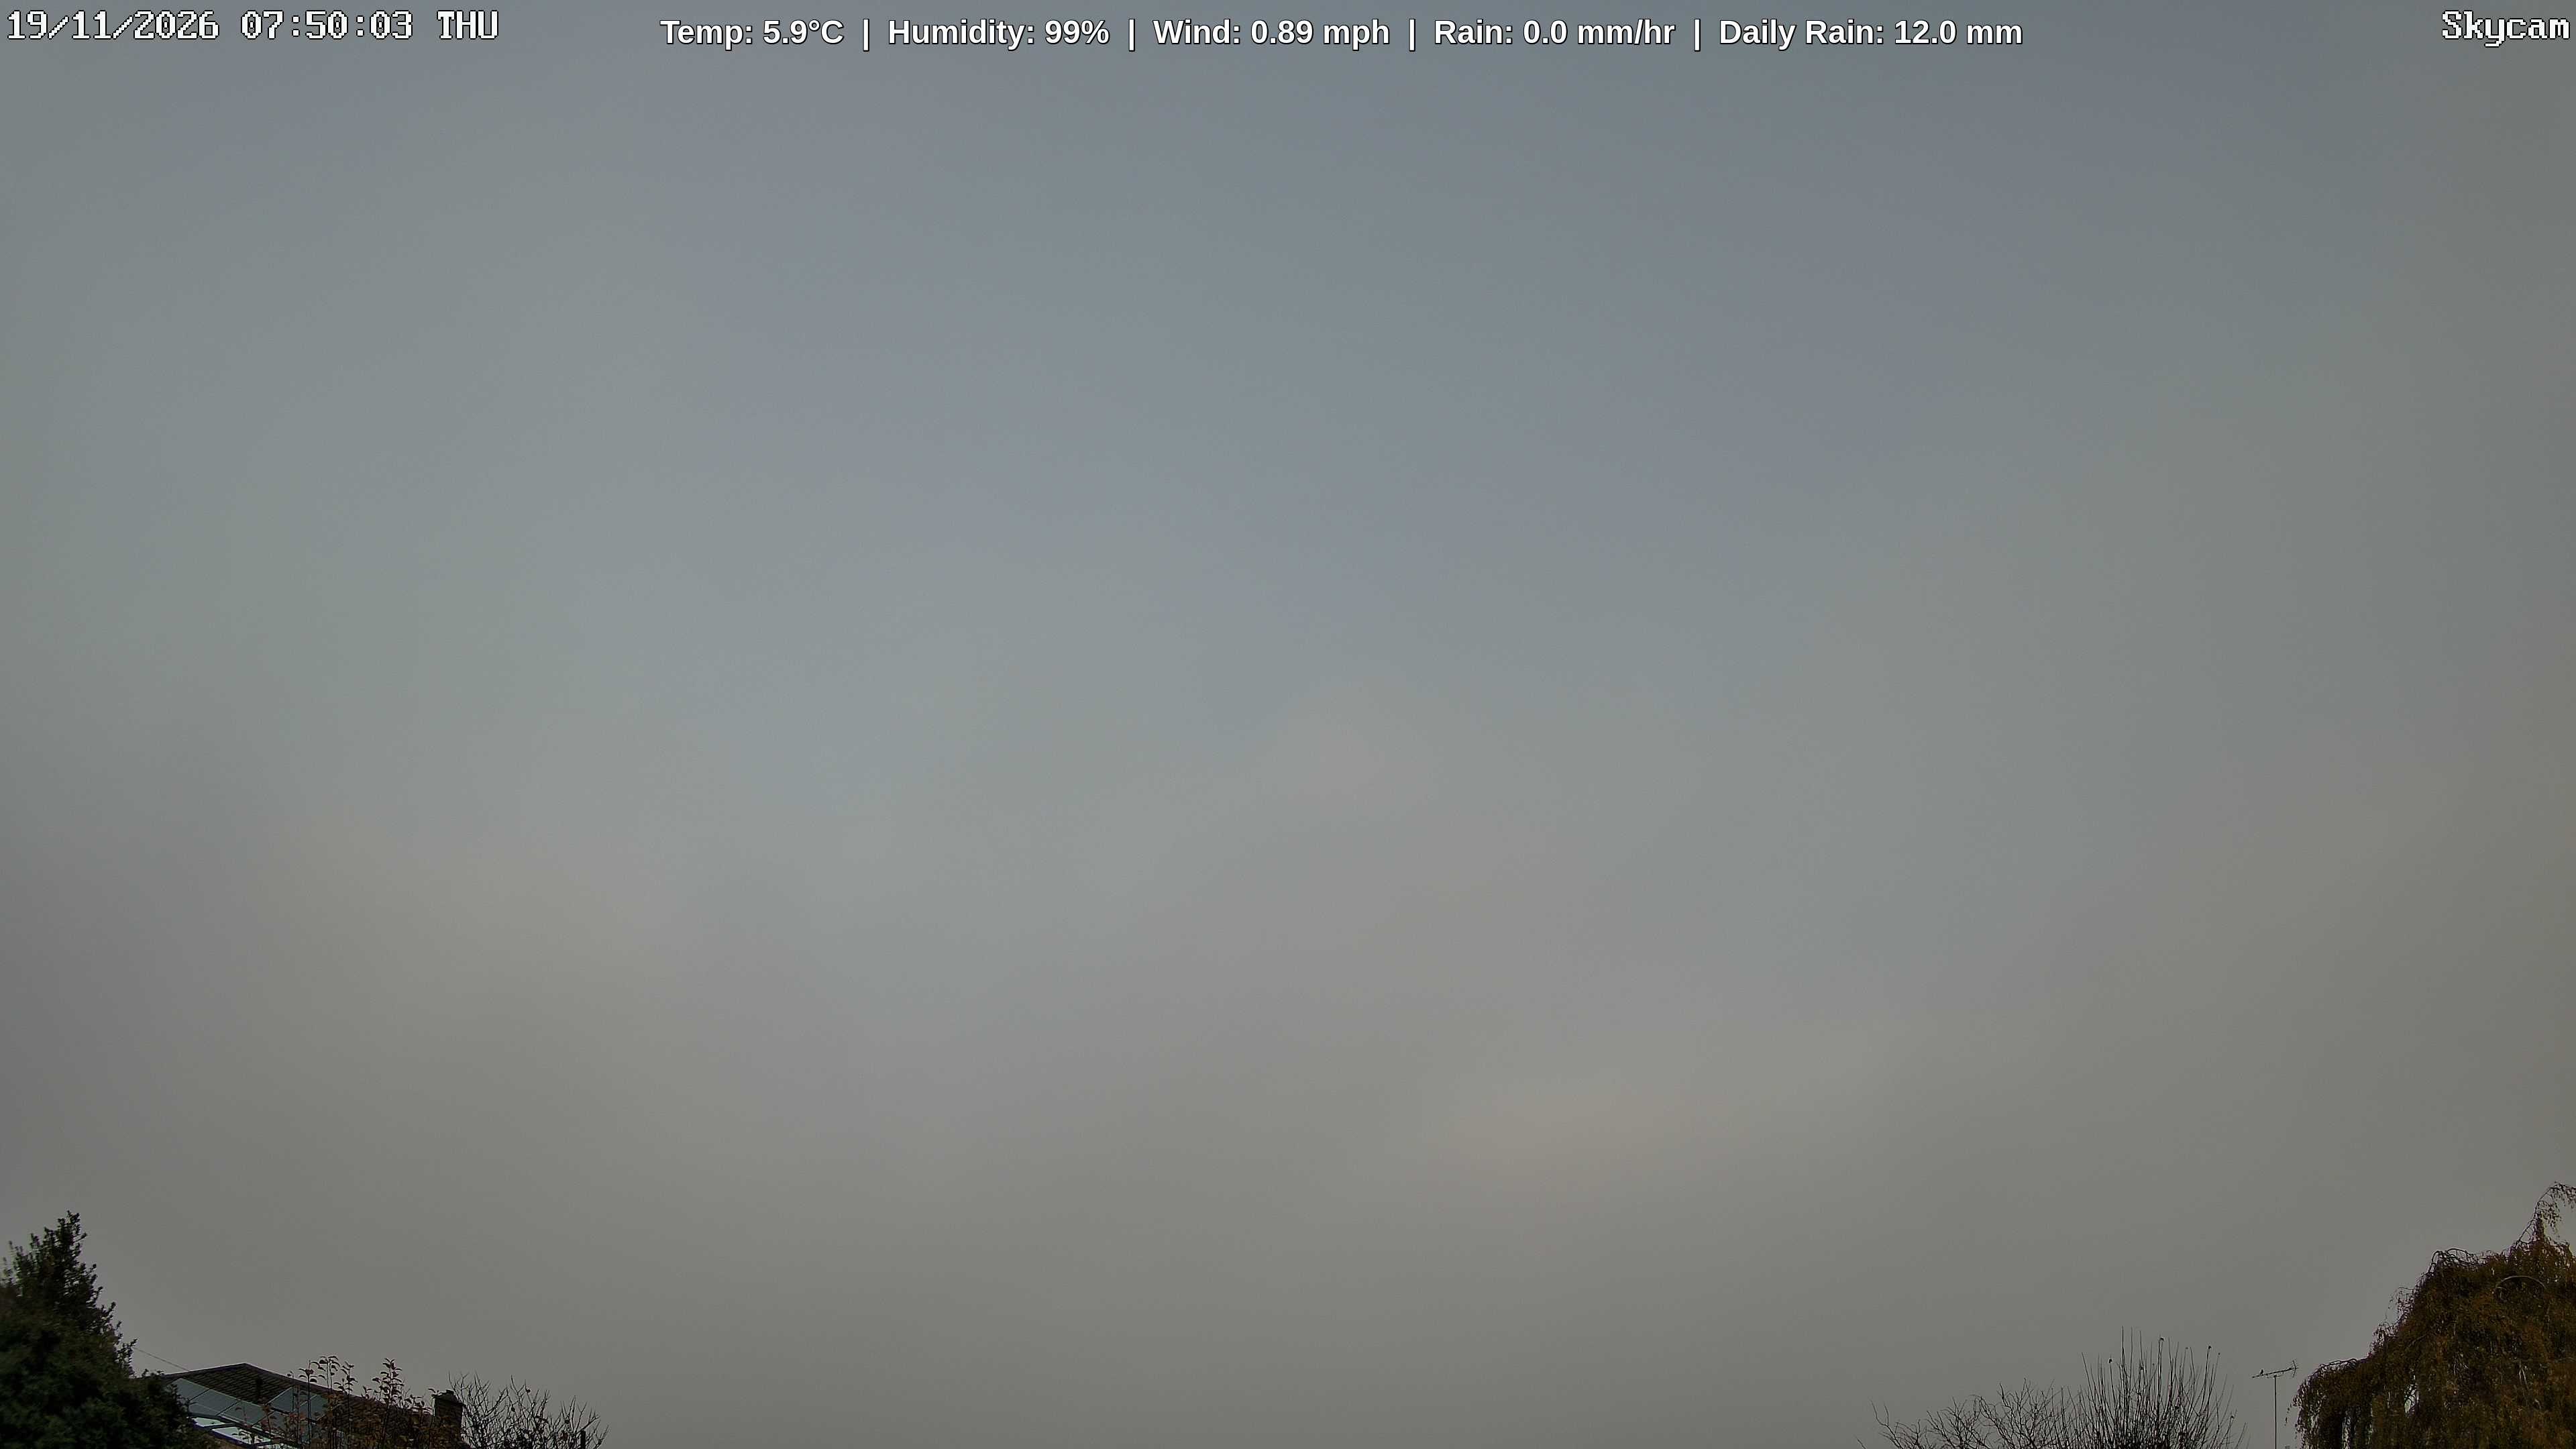 19/11/2026 07:50:03 THU
Temp: 5.9°C | Humidity: 99% | Wind: 0.89 mph | Rain: 0.0 mm/hr | Daily Rain: 12.0 mm
Skycam